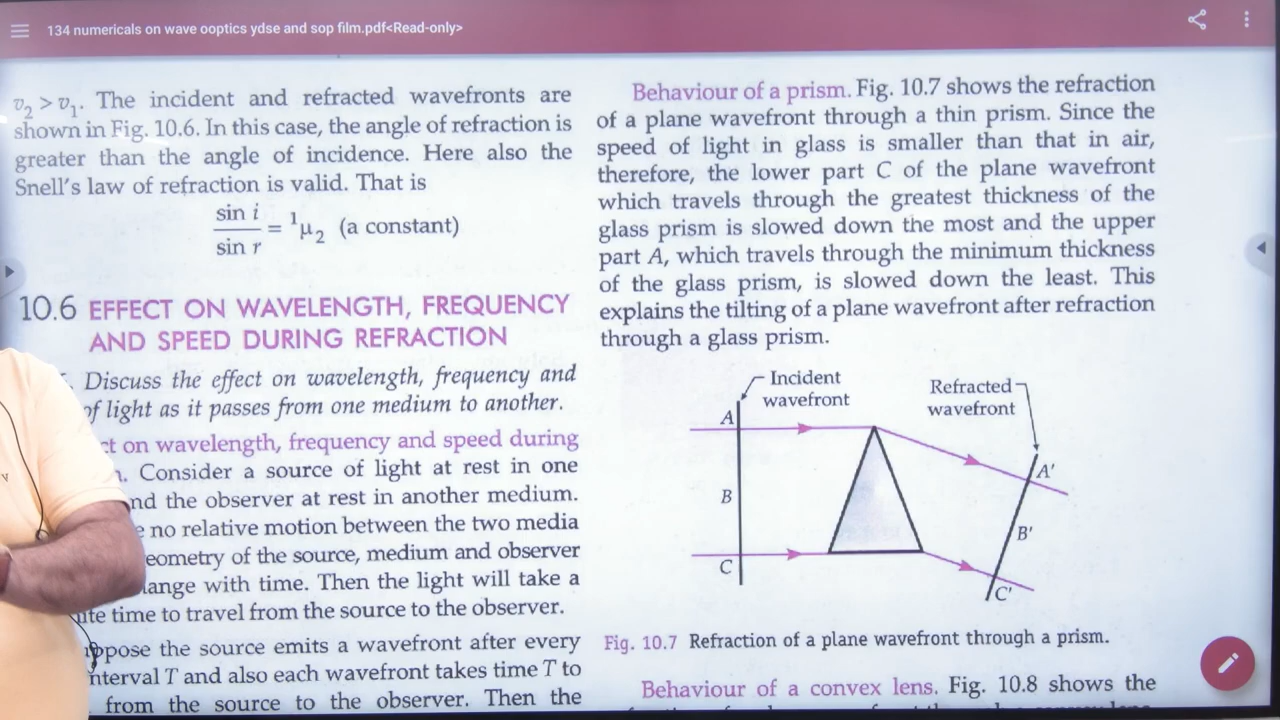 134 numericals on wave ooptics ydse and sop film.pdf<Read-only>
v₂ > v₁. The incident and refracted wavefronts are
shown in Fig. 10.6. In this case, the angle of refraction is
greater than the angle of incidence. Here also the
Snell's law of refraction is valid. That is
sin i / sin r = ¹μ₂ (a constant)
10.6 EFFECT ON WAVELENGTH, FREQUENCY
AND SPEED DURING REFRACTION
Discuss the effect on wavelength, frequency and
of light as it passes from one medium to another.
on wavelength, frequency and speed during
Consider a source of light at rest in one
the observer at rest in another medium.
no relative motion between the two media
of the source, medium and observer
with time. Then the light will take a
time to travel from the source to the observer.
the source emits a wavefront after every
T and also each wavefront takes time T to
from the source to the observer. Then the
Behaviour of a prism. Fig. 10.7 shows the refraction
of a plane wavefront through a thin prism. Since the
speed of light in glass is smaller than that in air,
therefore, the lower part C of the plane wavefront
which travels through the greatest thickness of the
glass prism is slowed down the most and the upper
part A, which travels through the minimum thickness
of the glass prism, is slowed down the least. This
explains the tilting of a plane wavefront after refraction
through a glass prism.
Incident
wavefront
Refracted
wavefront
A
B
C
A'
B'
C'
Fig. 10.7 Refraction of a plane wavefront through a prism.
Behaviour of a convex lens. Fig. 10.8 shows the